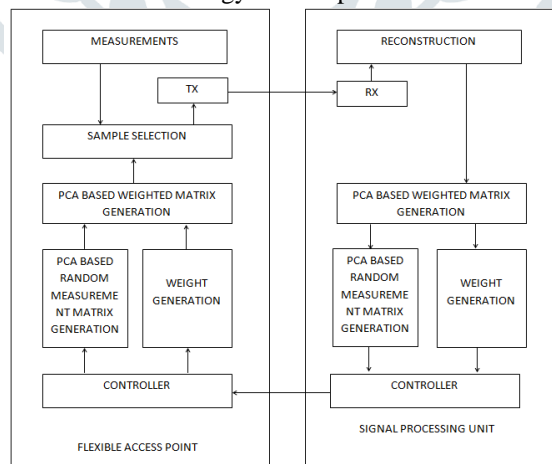 MEASUREMENTS
TX
SAMPLE SELECTION
PCA BASED WEIGHTED MATRIX
GENERATION
PCA BASED
RANDOM
MEASUREME
NT MATRIX
GENERATION
WEIGHT
GENERATION
CONTROLLER
FLEXIBLE ACCESS POINT
RECONSTRUCTION
RX
PCA BASED WEIGHTED MATRIX
GENERATION
PCA BASED
RANDOM
MEASUREME
NT MATRIX
GENERATION
WEIGHT
GENERATION
CONTROLLER
SIGNAL PROCESSING UNIT